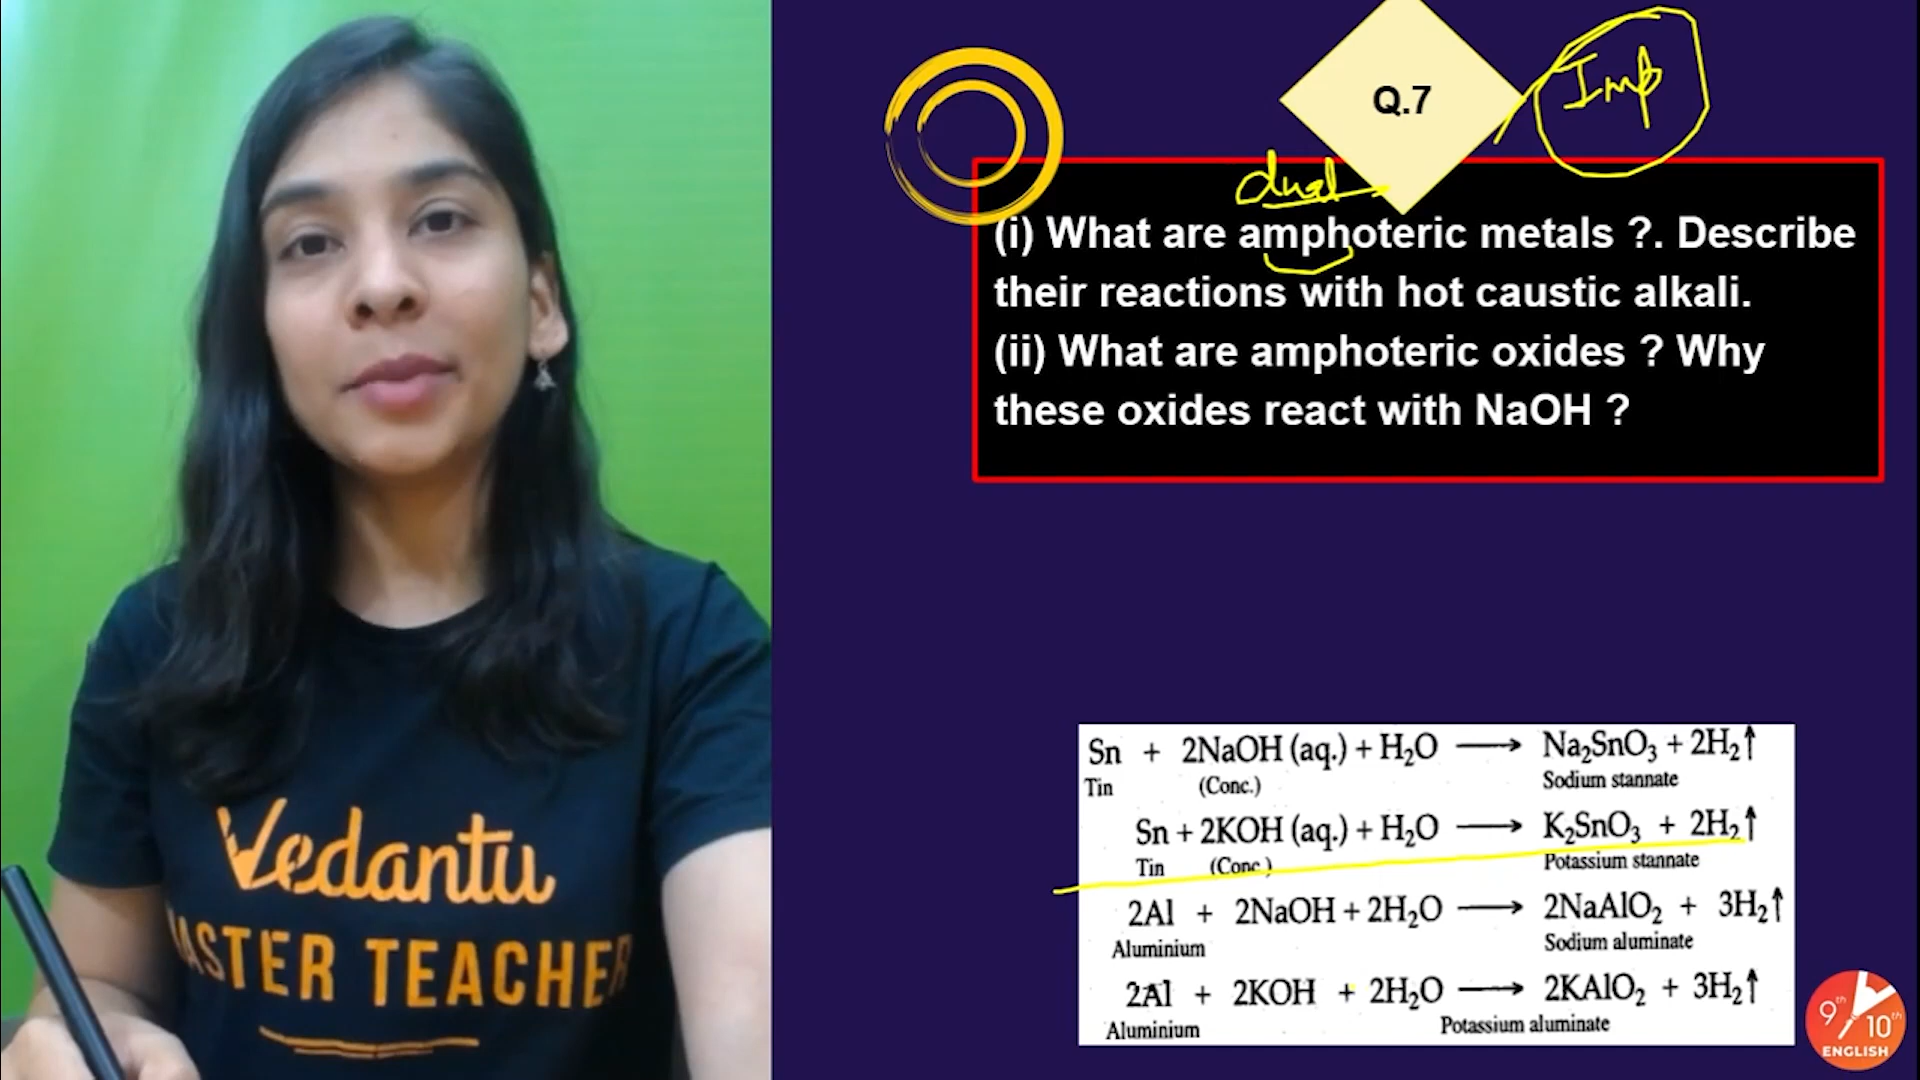 Q.7
Imp
dual
(i) What are amphoteric metals ?. Describe
their reactions with hot caustic alkali.
(ii) What are amphoteric oxides ? Why
these oxides react with NaOH ?
Sn + 2NaOH (aq.) + H₂O ⟶ Na₂SnO₃ + 2H₂↑
Tin (Conc.) Sodium stannate
Sn + 2KOH (aq.) + H₂O ⟶ K₂SnO₃ + 2H₂↑
Tin (Conc.) Potassium stannate
2Al + 2NaOH + 2H₂O ⟶ 2NaAlO₂ + 3H₂↑
Aluminium Sodium aluminate
2Al + 2KOH + 2H₂O ⟶ 2KAlO₂ + 3H₂↑
Aluminium Potassium aluminate
Vedantu
MASTER TEACHER
9th 10th
ENGLISH